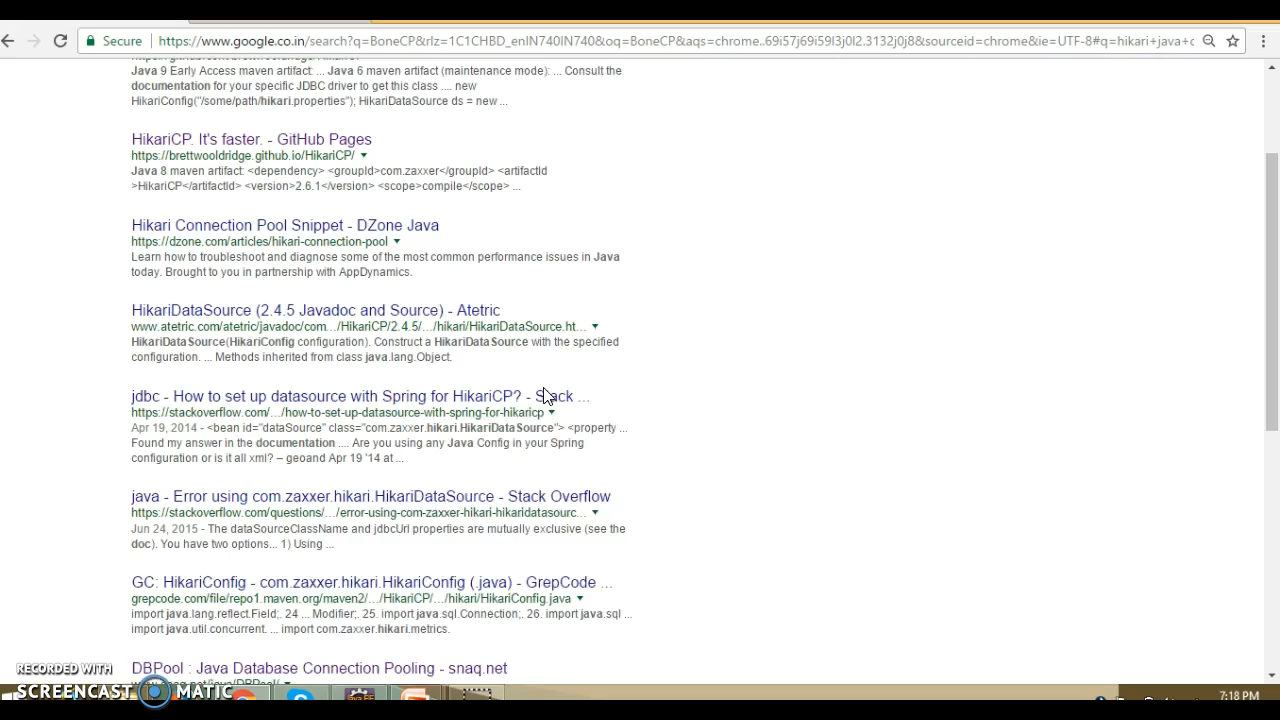 Secure https://www.google.co.in/search?q=BoneCP&rlz=1C1CHBD_enIN740IN740&oq=BoneCP&aqs=chrome..69i57j69i59l3j0l2.3132j0j8&sourceid=chrome&ie=UTF-8#q=hikari+java+c
Java 9 Early Access maven artifact: ... Java 6 maven artifact (maintenance mode): ... Consult the
documentation for your specific JDBC driver to get this class .... new
HikariConfig("/some/path/hikari.properties"); HikariDataSource ds = new ...
HikariCP. It's faster. - GitHub Pages
https://brettwooldridge.github.io/HikariCP/
Java 8 maven artifact: <dependency> <groupId>com.zaxxer</groupId> <artifactId
>HikariCP</artifactId> <version>2.6.1</version> <scope>compile</scope> ...
Hikari Connection Pool Snippet - DZone Java
https://dzone.com/articles/hikari-connection-pool
Learn how to troubleshoot and diagnose some of the most common performance issues in Java
today. Brought to you in partnership with AppDynamics.
HikariDataSource (2.4.5 Javadoc and Source) - Atetric
www.atetric.com/atetric/javadoc/com.../HikariCP/2.4.5/.../hikari/HikariDataSource.ht...
HikariDataSource(HikariConfig configuration). Construct a HikariDataSource with the specified
configuration. ... Methods inherited from class java.lang.Object.
jdbc - How to set up datasource with Spring for HikariCP? - Stack ...
https://stackoverflow.com/.../how-to-set-up-datasource-with-spring-for-hikaricp
Apr 19, 2014 - <bean id="dataSource" class="com.zaxxer.hikari.HikariDataSource"> <property ...
Found my answer in the documentation .... Are you using any Java Config in your Spring
configuration or is it all xml? – geoand Apr 19 '14 at ...
java - Error using com.zaxxer.hikari.HikariDataSource - Stack Overflow
https://stackoverflow.com/questions/.../error-using-com-zaxxer-hikari-hikaridatasourc...
Jun 24, 2015 - The dataSourceClassName and jdbcUrl properties are mutually exclusive (see the
doc). You have two options... 1) Using ...
GC: HikariConfig - com.zaxxer.hikari.HikariConfig (.java) - GrepCode ...
grepcode.com/file/repo1.maven.org/maven2/.../HikariCP/.../hikari/HikariConfig.java
import java.lang.reflect.Field;. 24 ... Modifier;. 25. import java.sql.Connection;. 26. import java.sql ...
import java.util.concurrent. ... import com.zaxxer.hikari.metrics.
DBPool : Java Database Connection Pooling - snaq.net
RECORDED WITH
SCREENCAST MATIC
7:18 PM